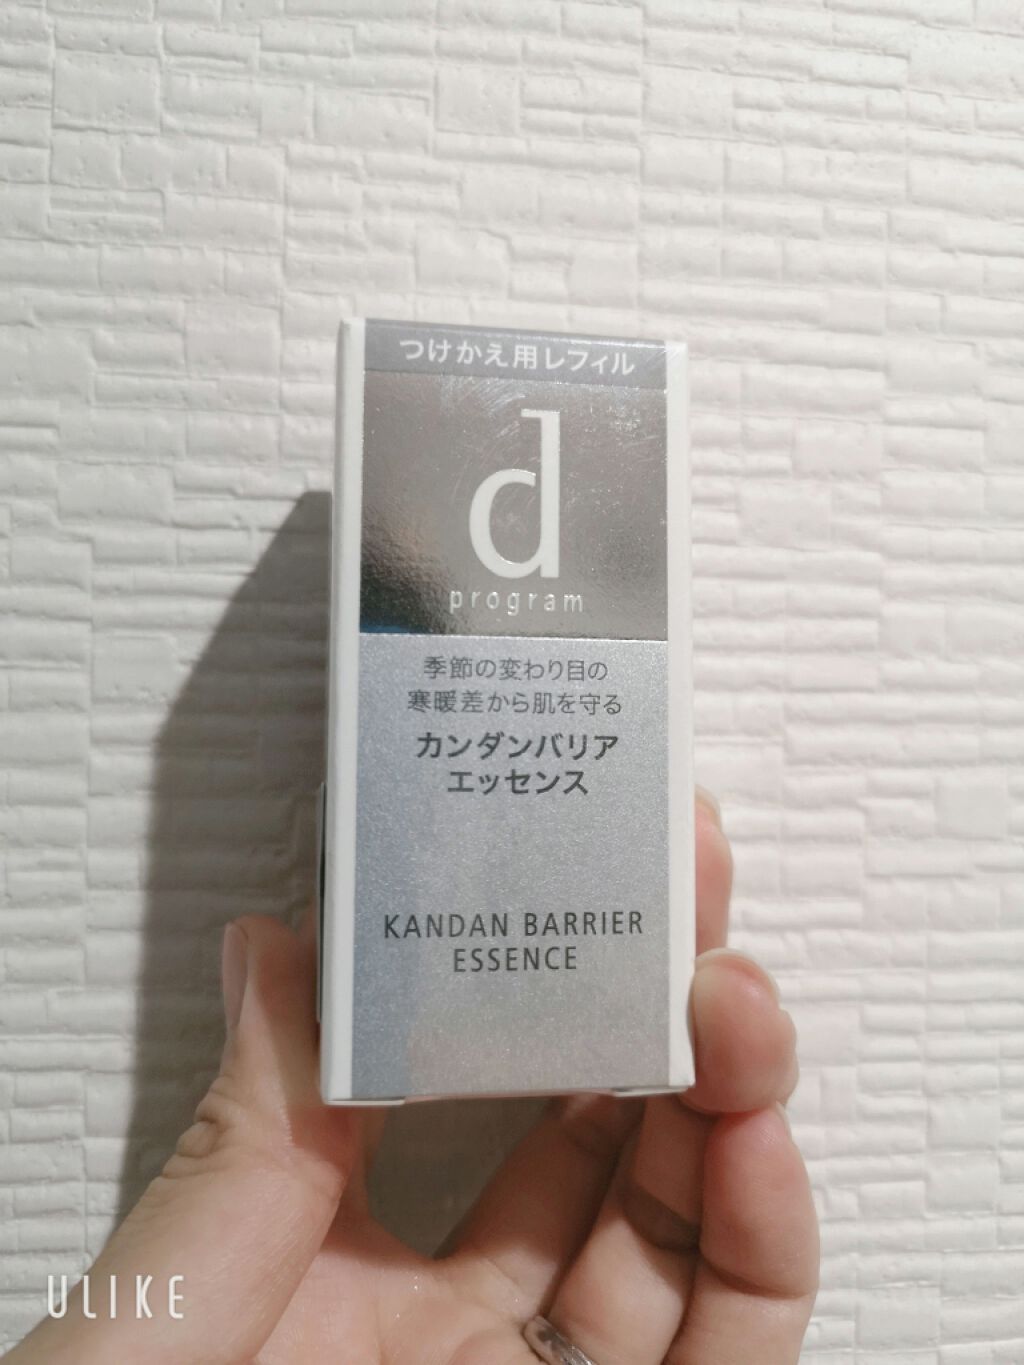 つけかえ用レフィル
d
program
季節の変わり目の
寒暖差から肌を守る
カンダンバリア
エッセンス
KANDAN BARRIER
ESSENCE
ULIKE